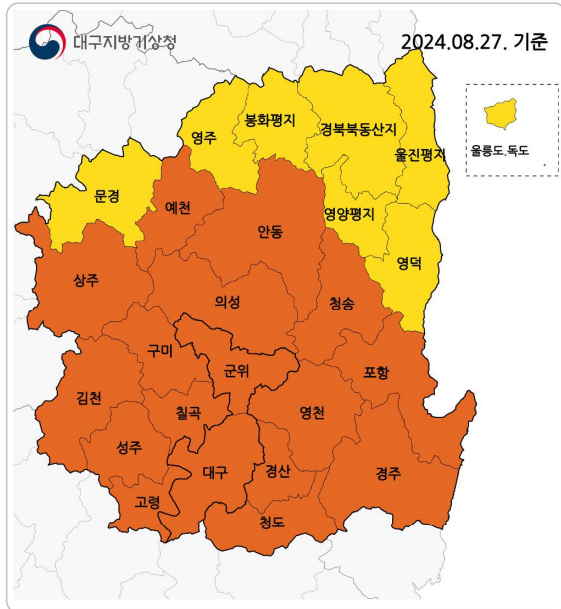 대구지방기상청
2024.08.27. 기준
영주
봉화평지
경북북동산지
울진평지
울릉도.독도
문경
예천
영양평지
안동
영덕
상주
의성
청송
구미
군위
포항
김천
칠곡
영천
성주
대구
경산
경주
고령
청도